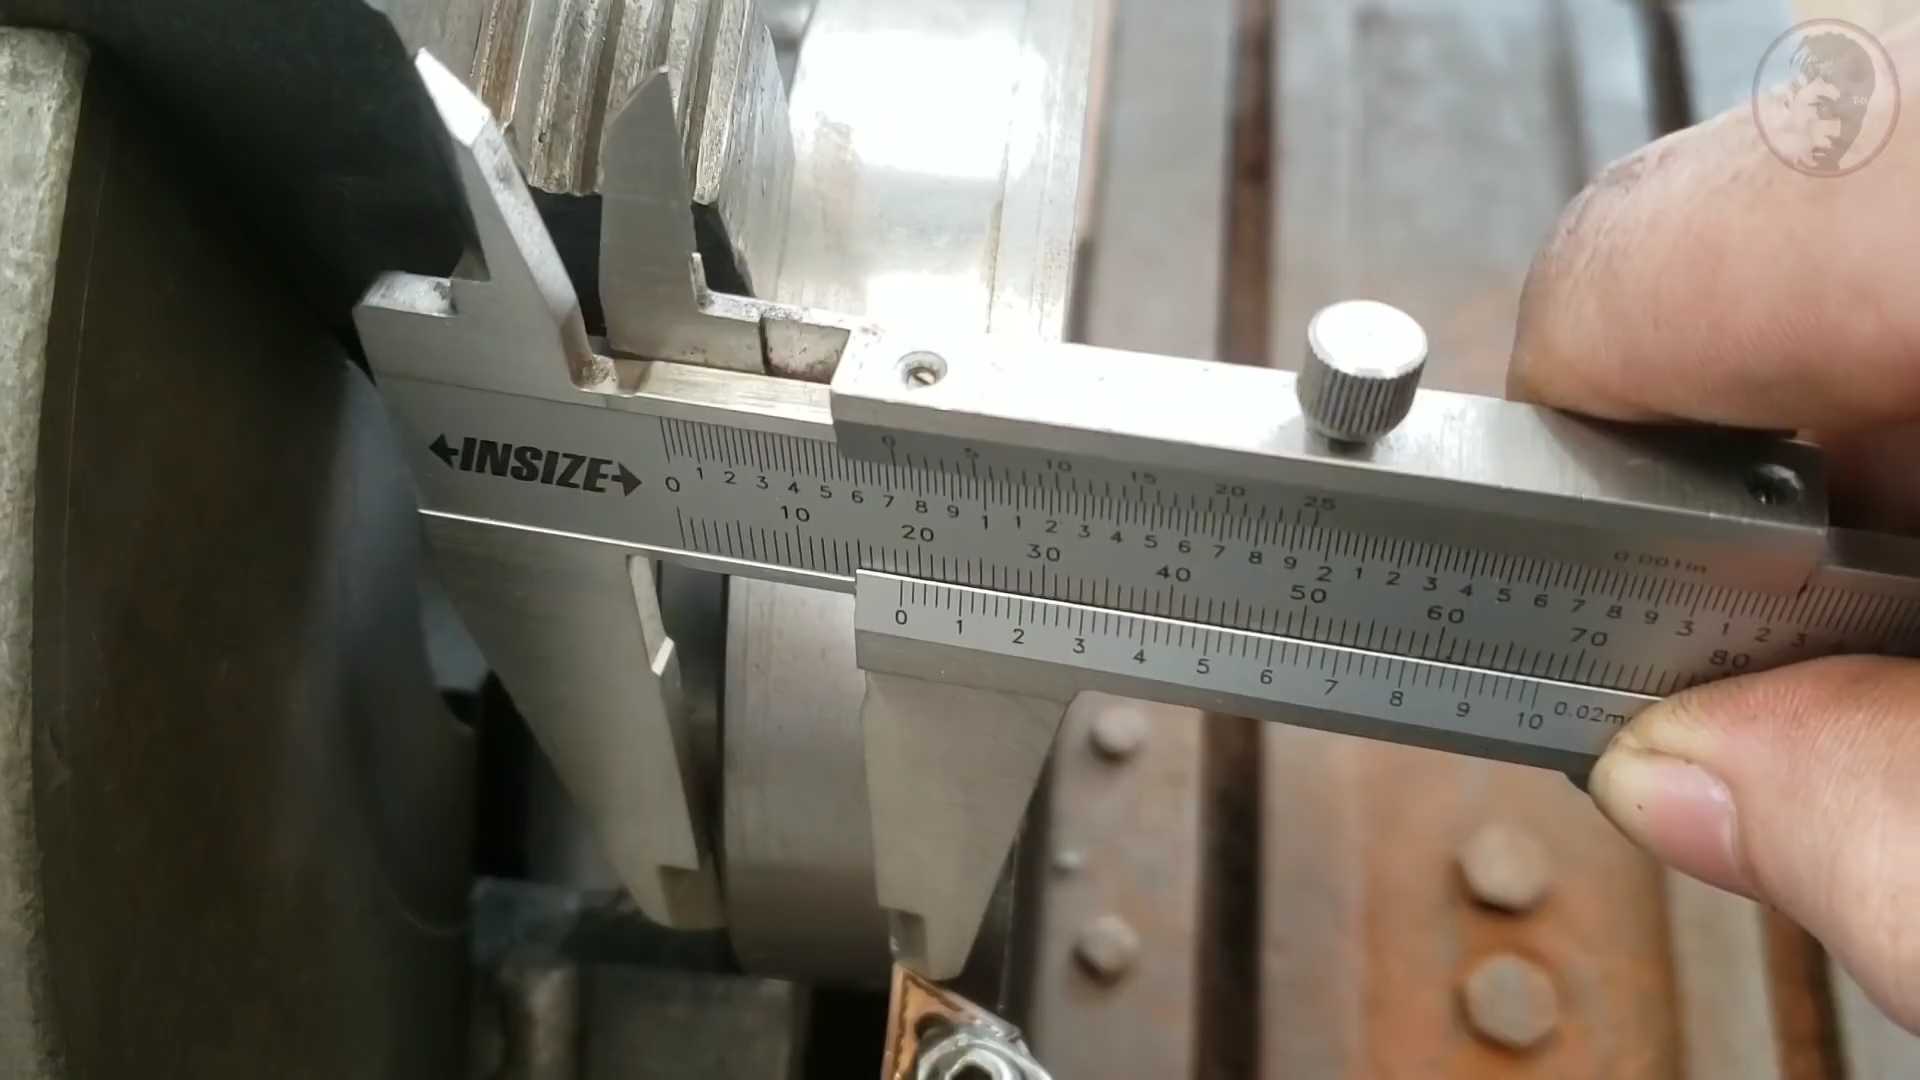 INSIZE
0 5 10 15 20 25
0.001in
0 1 2 3 4 5 6 7 8 9 1 1 2 3 4 5 6 7 8 9 2 1 2 3 4 5 6 7 8 9 3 1 2 3
10 20 30 40 50 60 70 80
0 1 2 3 4 5 6 7 8 9 10 0.02m